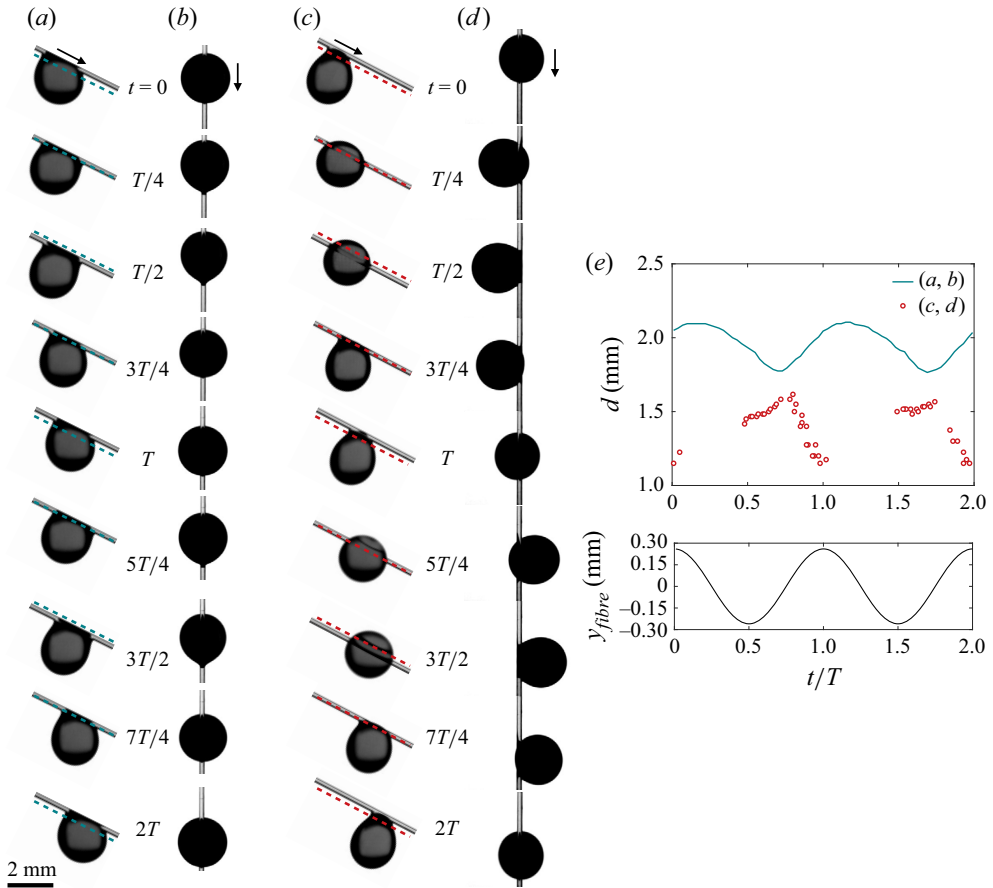 (a) (b) (c) (d)
t = 0 t = 0
T/4 T/4
T/2 T/2
(e)
2.5
(a, b)
(c, d)
2.0
3T/4 3T/4
d (mm)
1.5
T T
1.0
0 0.5 1.0 1.5 2.0
5T/4 5T/4
0.30
0.15
0
–0.15
–0.30
y_fibre (mm)
0 0.5 1.0 1.5 2.0
t/T
3T/2 3T/2
7T/4 7T/4
2T 2T
2 mm